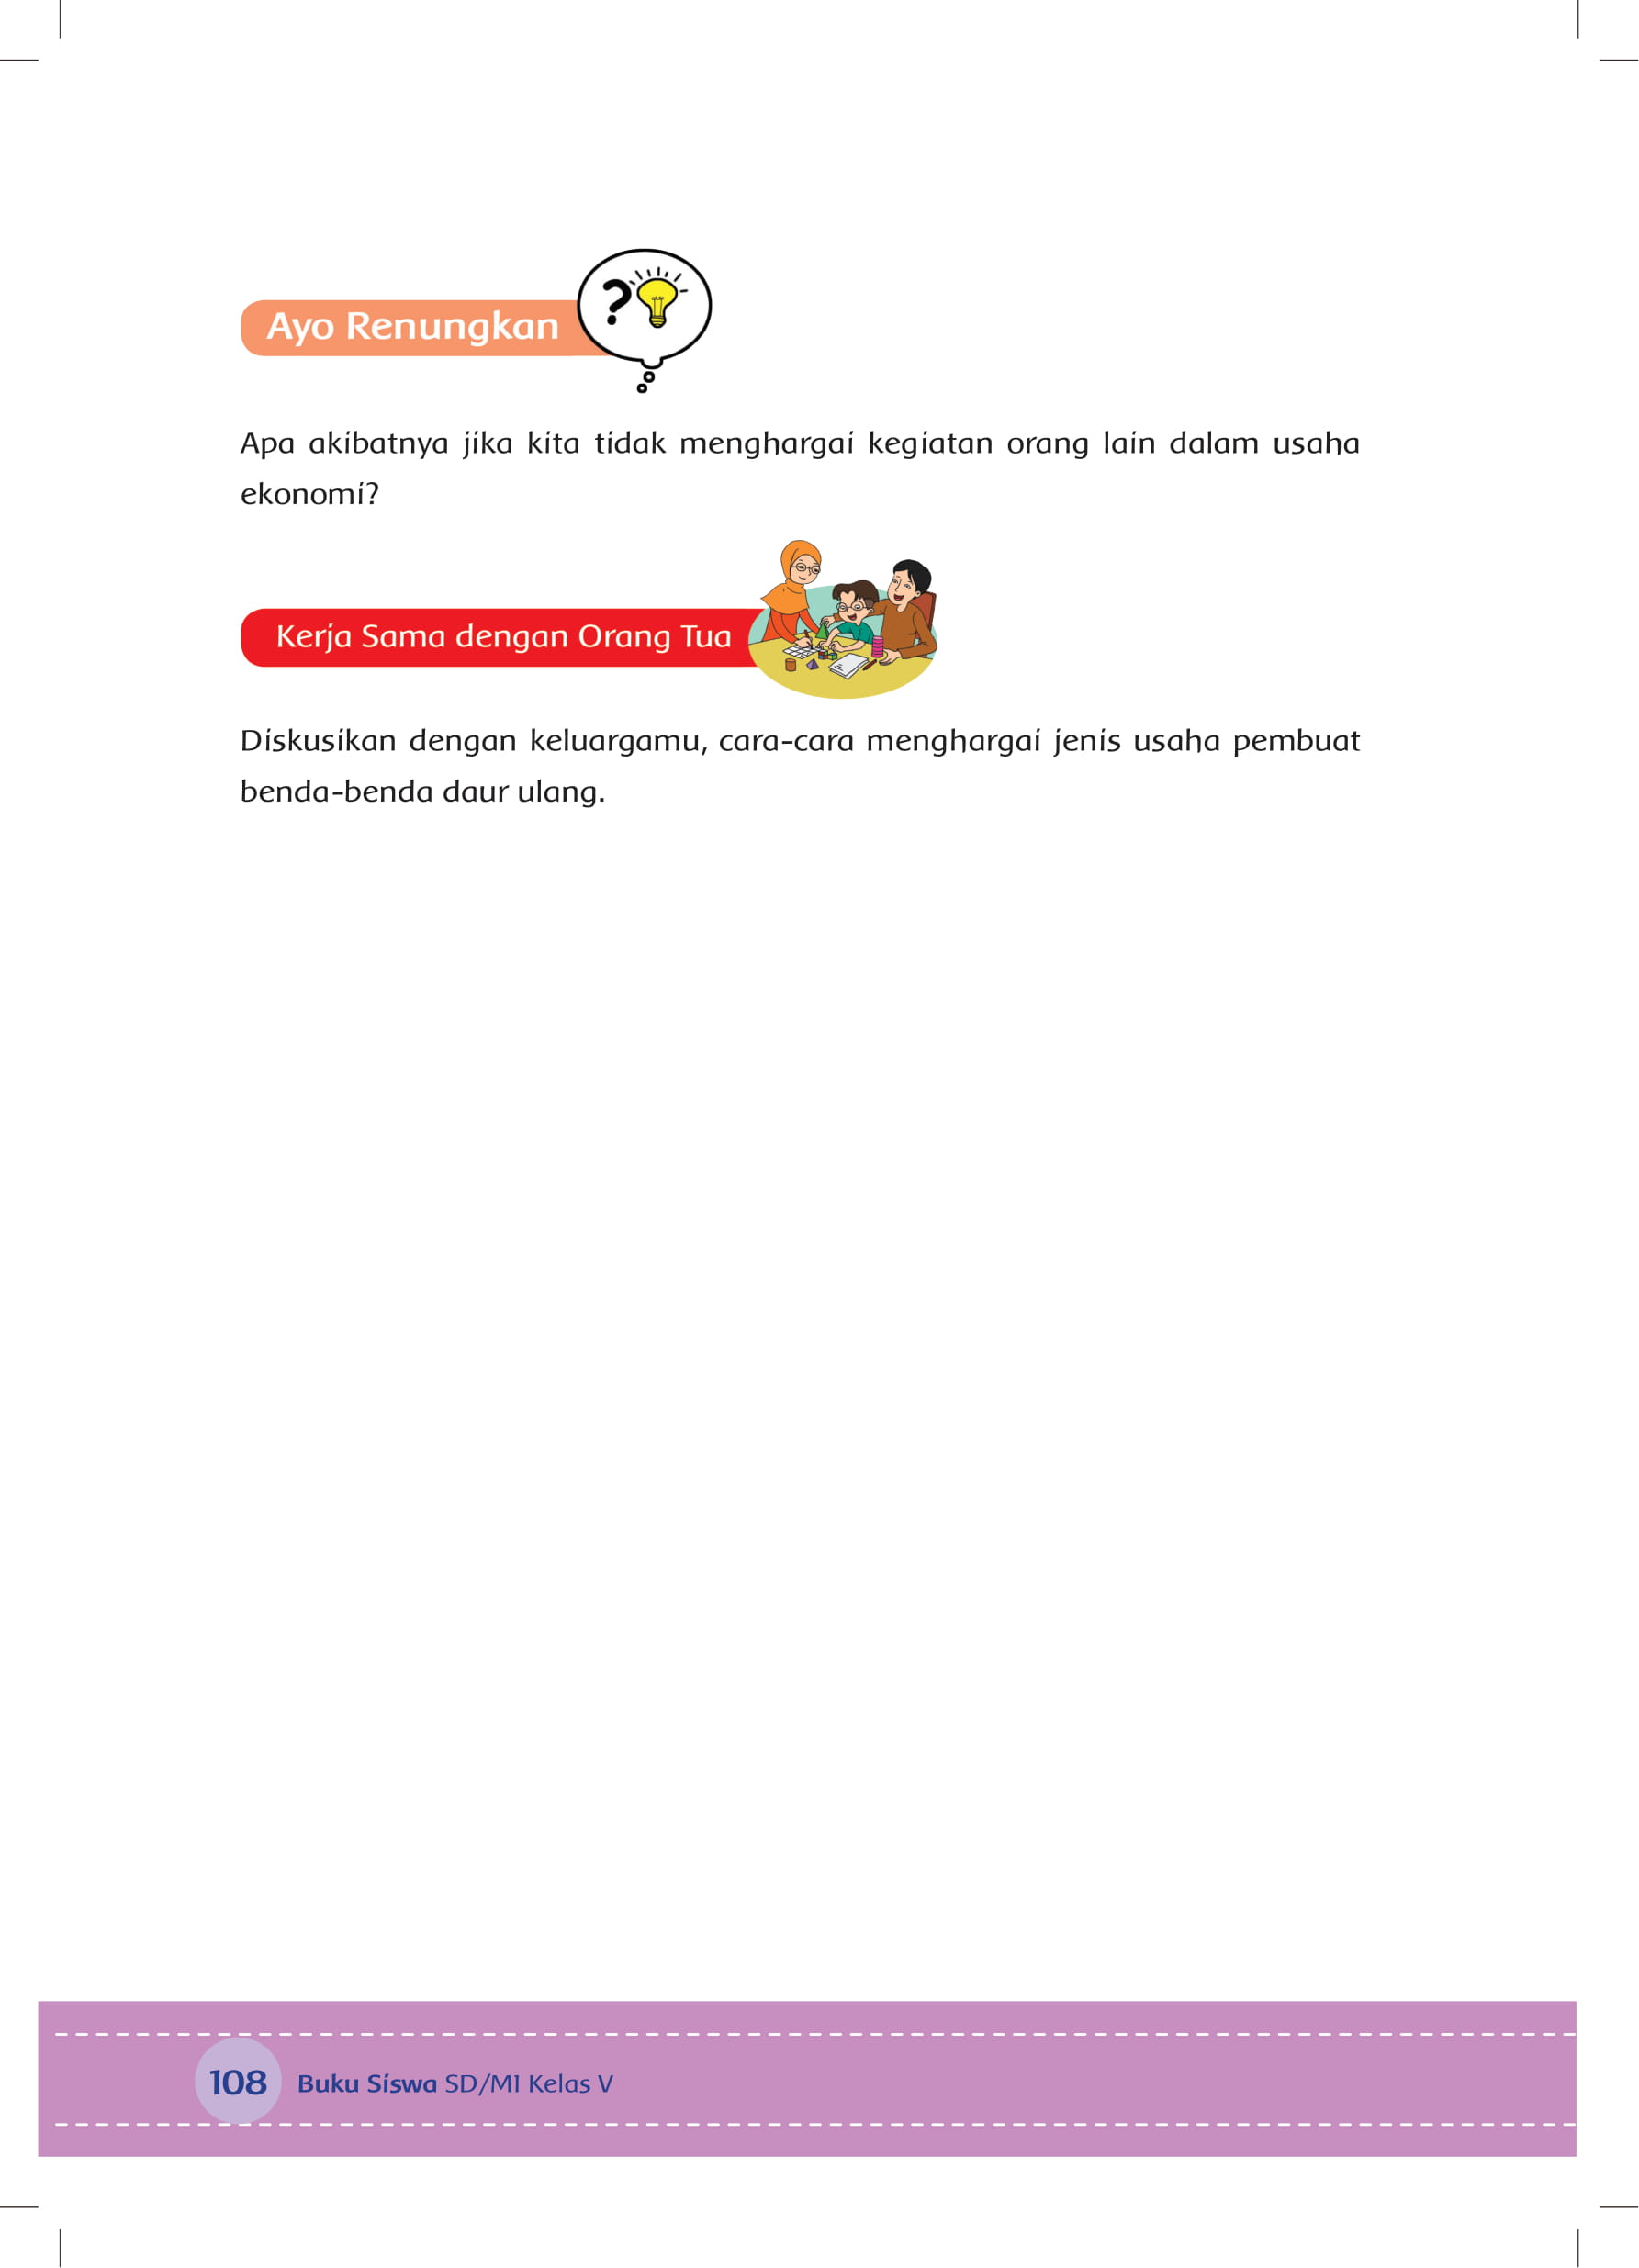 Ayo Renungkan
?
Apa akibatnya jika kita tidak menghargai kegiatan orang lain dalam usaha
ekonomi?
Kerja Sama dengan Orang Tua
Diskusikan dengan keluargamu, cara-cara menghargai jenis usaha pembuat
benda-benda daur ulang.
108 Buku Siswa SD/MI Kelas V